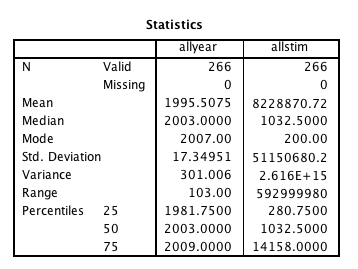 Statistics
allyear allstim
N Valid 266 266
Missing 0 0
Mean 1995.5075 8228870.72
Median 2003.0000 1032.5000
Mode 2007.00 200.00
Std. Deviation 17.34951 51150680.2
Variance 301.006 2.616E+15
Range 103.00 592999980
Percentiles 25 1981.7500 280.7500
50 2003.0000 1032.5000
75 2009.0000 14158.0000